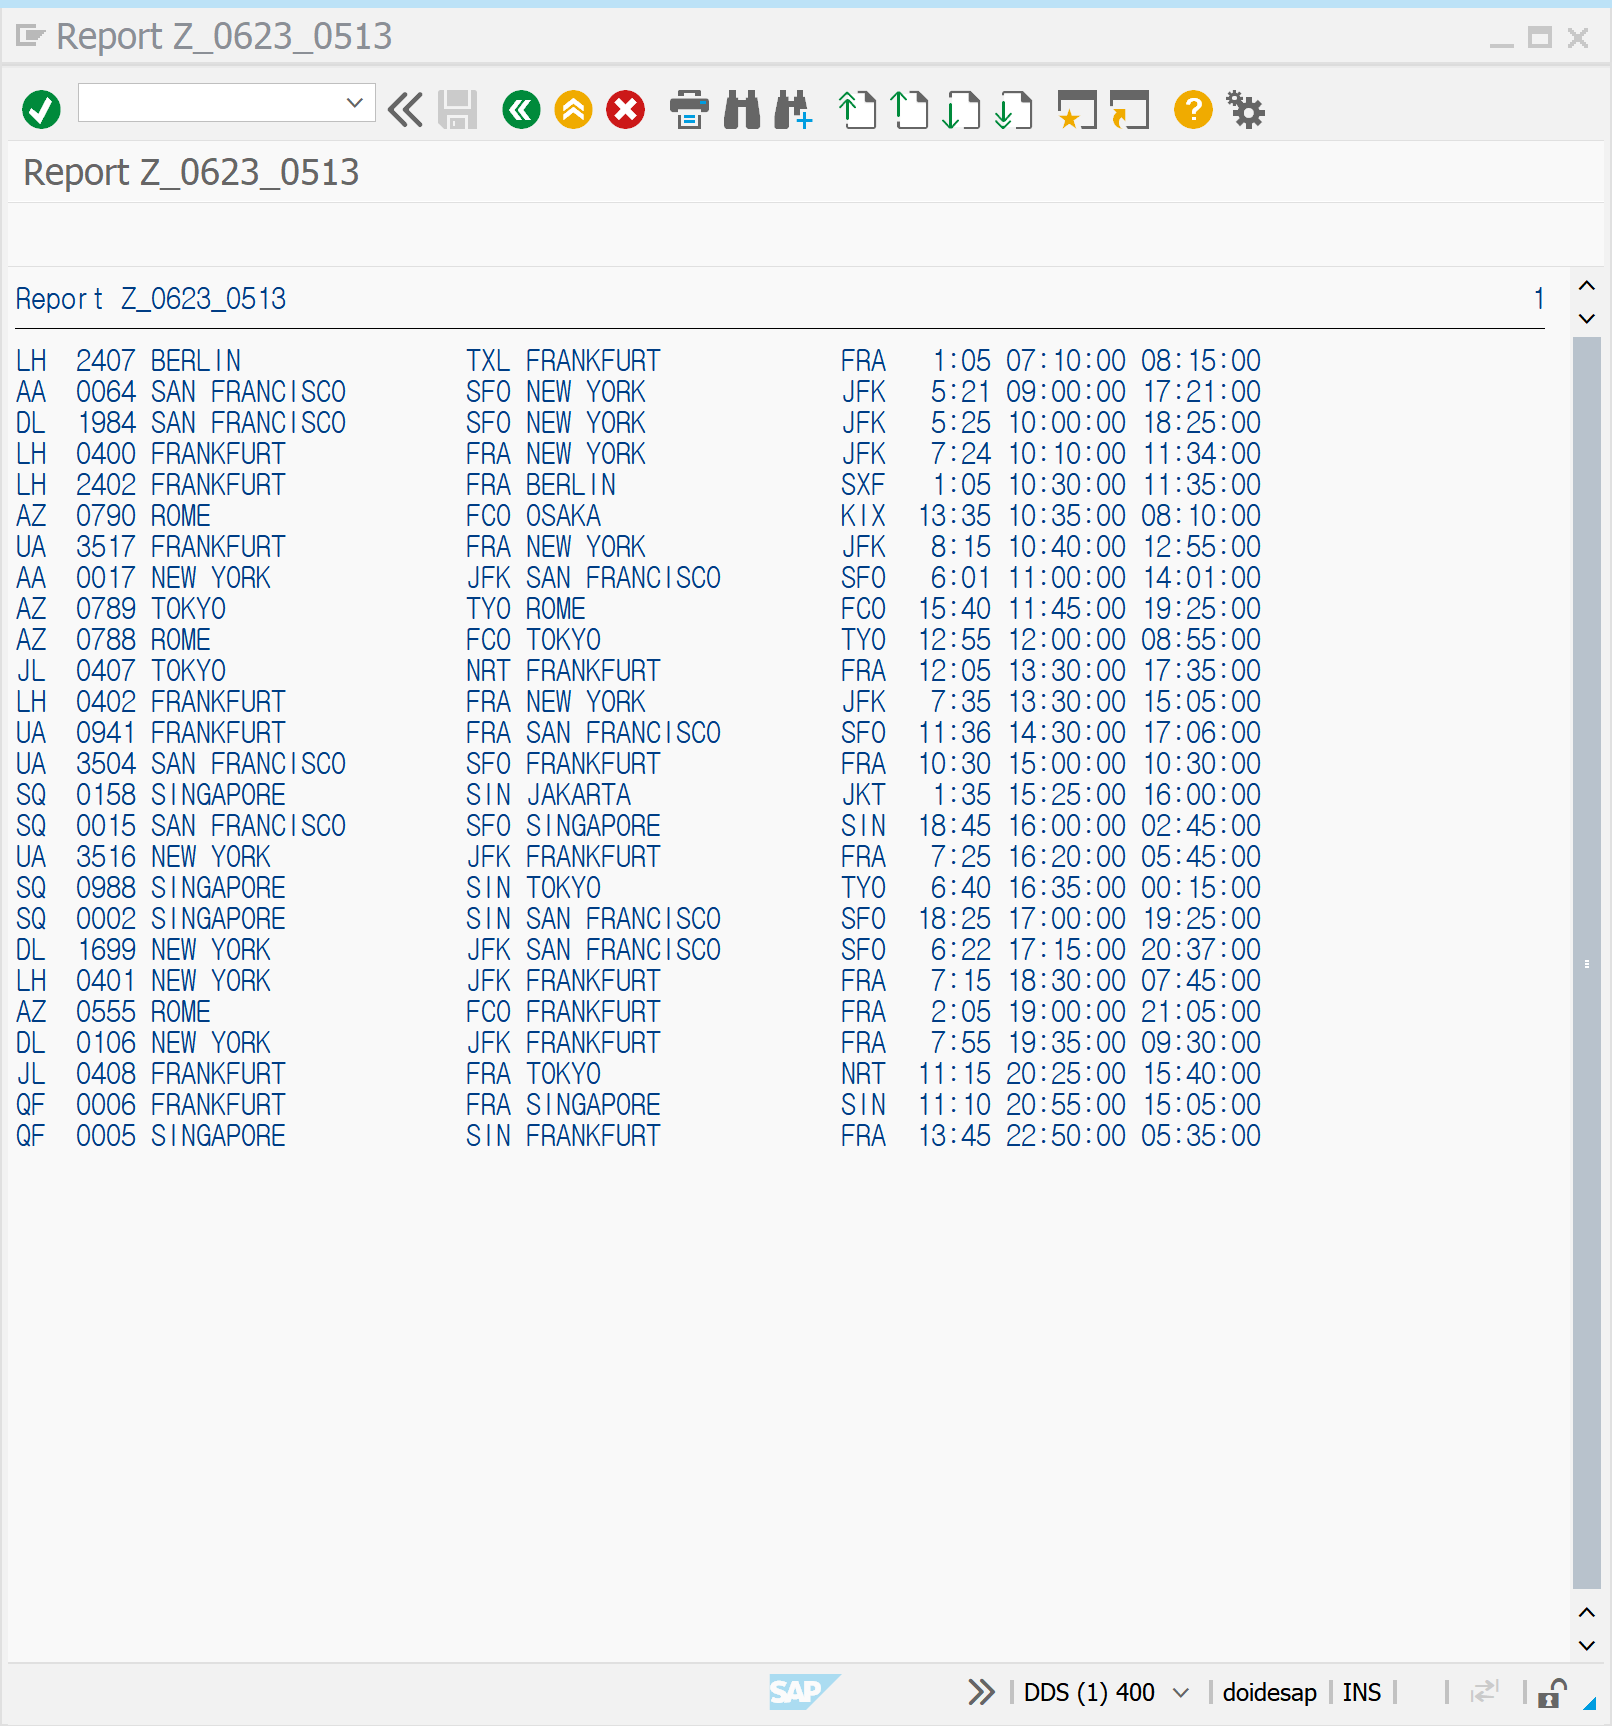 Report Z_0623_0513
Report Z_0623_0513
Report Z_0623_0513 1
LH 2407 BERLIN TXL FRANKFURT FRA 1:05 07:10:00 08:15:00
AA 0064 SAN FRANCISCO SFO NEW YORK JFK 5:21 09:00:00 17:21:00
DL 1984 SAN FRANCISCO SFO NEW YORK JFK 5:25 10:00:00 18:25:00
LH 0400 FRANKFURT FRA NEW YORK JFK 7:24 10:10:00 11:34:00
LH 2402 FRANKFURT FRA BERLIN SXF 1:05 10:30:00 11:35:00
AZ 0790 ROME FCO OSAKA KIX 13:35 10:35:00 08:10:00
UA 3517 FRANKFURT FRA NEW YORK JFK 8:15 10:40:00 12:55:00
AA 0017 NEW YORK JFK SAN FRANCISCO SFO 6:01 11:00:00 14:01:00
AZ 0789 TOKYO TYO ROME FCO 15:40 11:45:00 19:25:00
AZ 0788 ROME FCO TOKYO TYO 12:55 12:00:00 08:55:00
JL 0407 TOKYO NRT FRANKFURT FRA 12:05 13:30:00 17:35:00
LH 0402 FRANKFURT FRA NEW YORK JFK 7:35 13:30:00 15:05:00
UA 0941 FRANKFURT FRA SAN FRANCISCO SFO 11:36 14:30:00 17:06:00
UA 3504 SAN FRANCISCO SFO FRANKFURT FRA 10:30 15:00:00 10:30:00
SQ 0158 SINGAPORE SIN JAKARTA JKT 1:35 15:25:00 16:00:00
SQ 0015 SAN FRANCISCO SFO SINGAPORE SIN 18:45 16:00:00 02:45:00
UA 3516 NEW YORK JFK FRANKFURT FRA 7:25 16:20:00 05:45:00
SQ 0988 SINGAPORE SIN TOKYO TYO 6:40 16:35:00 00:15:00
SQ 0002 SINGAPORE SIN SAN FRANCISCO SFO 18:25 17:00:00 19:25:00
DL 1699 NEW YORK JFK SAN FRANCISCO SFO 6:22 17:15:00 20:37:00
LH 0401 NEW YORK JFK FRANKFURT FRA 7:15 18:30:00 07:45:00
AZ 0555 ROME FCO FRANKFURT FRA 2:05 19:00:00 21:05:00
DL 0106 NEW YORK JFK FRANKFURT FRA 7:55 19:35:00 09:30:00
JL 0408 FRANKFURT FRA TOKYO NRT 11:15 20:25:00 15:40:00
QF 0006 FRANKFURT FRA SINGAPORE SIN 11:10 20:55:00 15:05:00
QF 0005 SINGAPORE SIN FRANKFURT FRA 13:45 22:50:00 05:35:00
SAP DDS (1) 400 doidesap INS